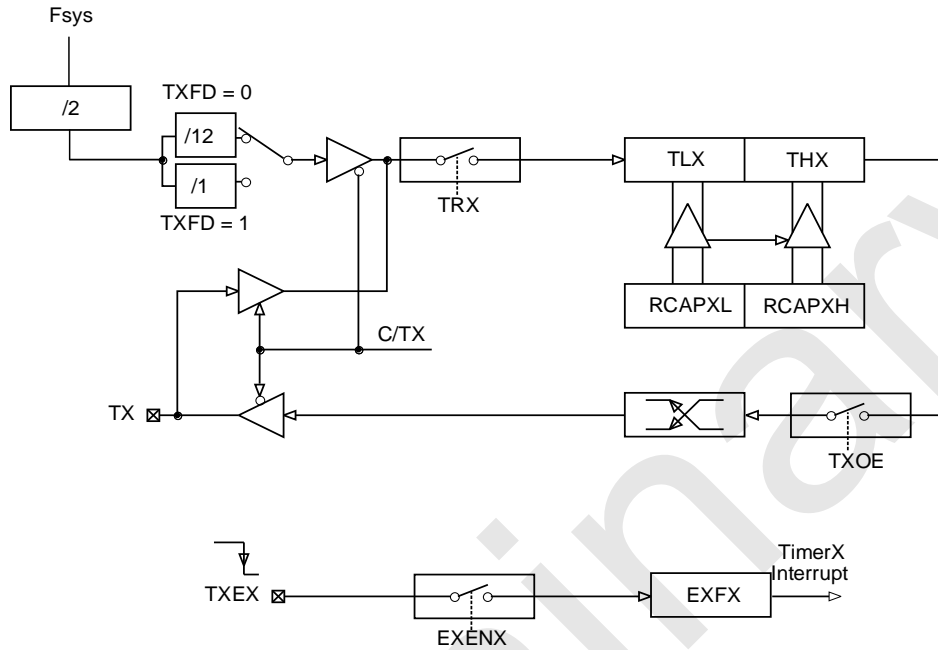 Fsys
/2
TXFD = 0
/12
/1
TXFD = 1
TRX
TLX
THX
RCAPXL
RCAPXH
C/TX
TX
TXOE
TXEX
EXENX
EXFX
TimerX
Interrupt